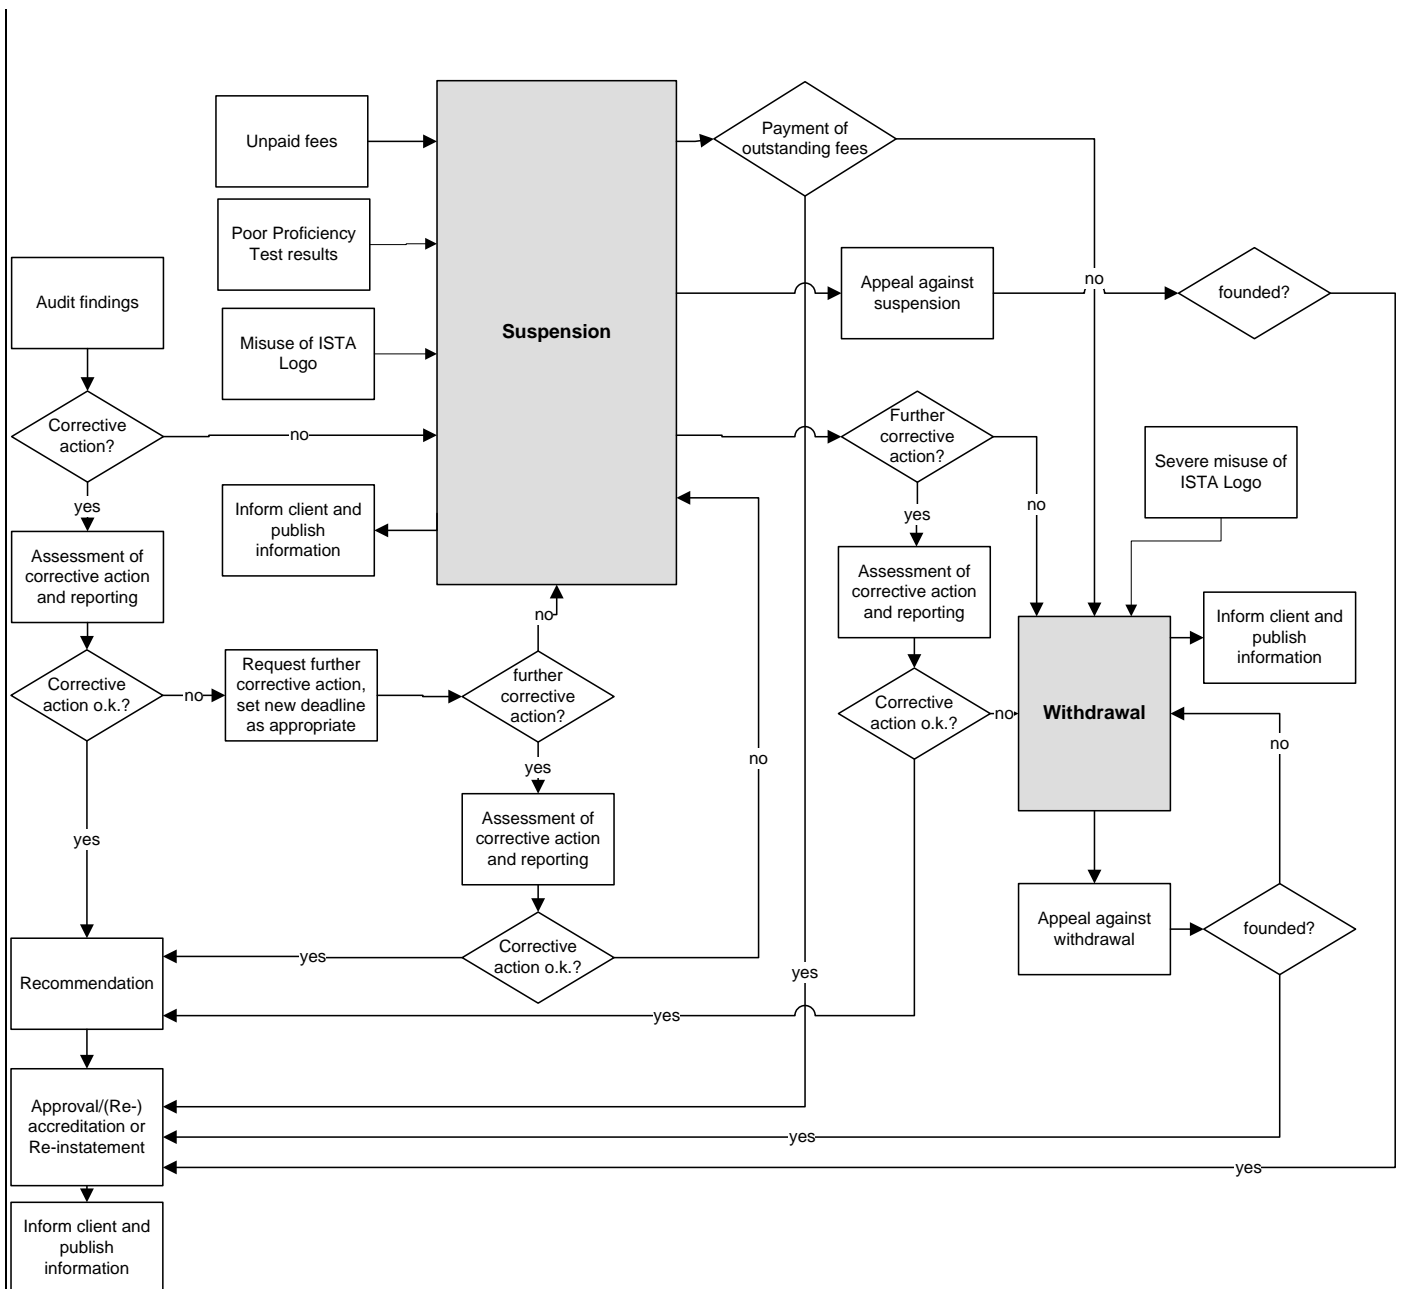 Unpaid fees
Payment of
outstanding fees
Poor Proficiency
Test results
Audit findings
Appeal against
suspension
no
founded?
Suspension
Misuse of ISTA
Logo
Corrective
action?
no
Further
corrective
action?
Severe misuse of
ISTA Logo
yes
Inform client and
publish
information
yes
no
Assessment of
corrective action
and reporting
Assessment of
corrective action
and reporting
no
Inform client and
publish
information
Corrective
action o.k.?
no
Request further
corrective action,
set new deadline
as appropriate
further
corrective
action?
Corrective
action o.k.?
no
Withdrawal
no
no
yes
yes
Assessment of
corrective action
and reporting
Appeal against
withdrawal
founded?
Recommendation
yes
Corrective
action o.k.?
yes
yes
Approval/(Re-)
accreditation or
Re-instatement
yes
yes
Inform client and
publish
information